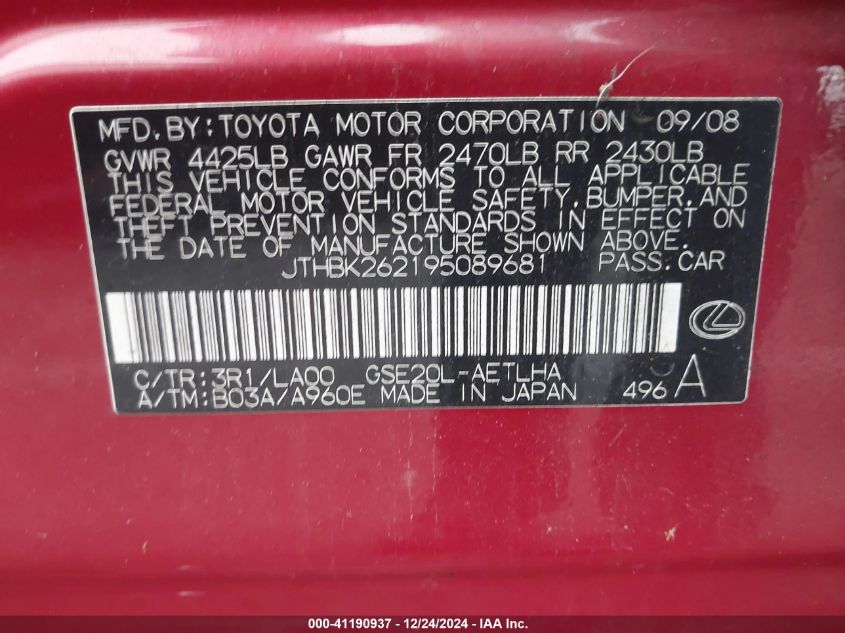 MFD.BY:TOYOTA MOTOR CORPORATION 09/08
GVWR 4425LB GAWR FR 2470LB RR 2430LB
THIS VEHICLE CONFORMS TO ALL APPLICABLE
FEDERAL MOTOR VEHICLE SAFETY,BUMPER,AND
THEFT PREVENTION STANDARDS IN EFFECT ON
THE DATE OF MANUFACTURE SHOWN ABOVE.
JTHBK262195089681 PASS.CAR
C/TR:3R1/LA00 GSE20L-AETLHA
A/TM:B03A/A960E MADE IN JAPAN 496 A
000-41190937 - 12/24/2024 - IAA Inc.